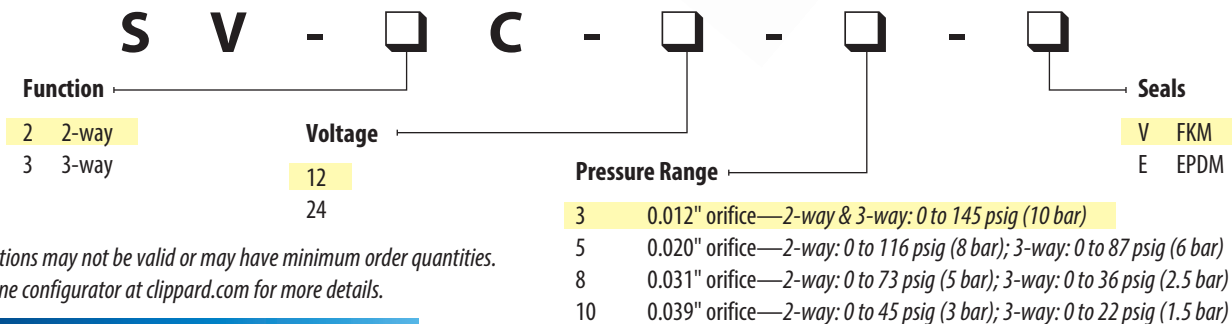 S V - ❑ C - ❑ - ❑ - ❑
Function
2 2-way
3 3-way
Voltage
12
24
Pressure Range
3 0.012" orifice—2-way & 3-way: 0 to 145 psig (10 bar)
5 0.020" orifice—2-way: 0 to 116 psig (8 bar); 3-way: 0 to 87 psig (6 bar)
8 0.031" orifice—2-way: 0 to 73 psig (5 bar); 3-way: 0 to 36 psig (2.5 bar)
10 0.039" orifice—2-way: 0 to 45 psig (3 bar); 3-way: 0 to 22 psig (1.5 bar)
Seals
V FKM
E EPDM
may not be valid or may have minimum order quantities.
configurator at clippard.com for more details.